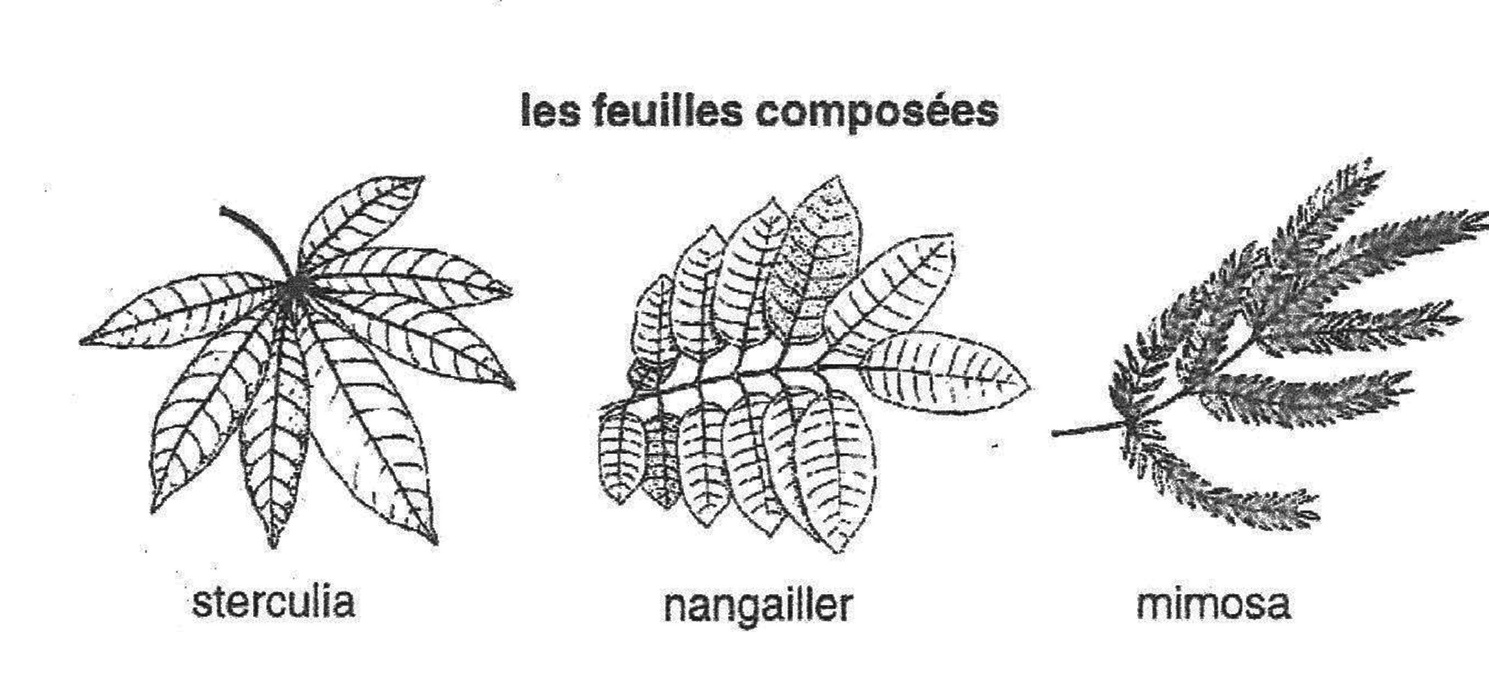 les feuilles composées
sterculia
nangailler
mimosa